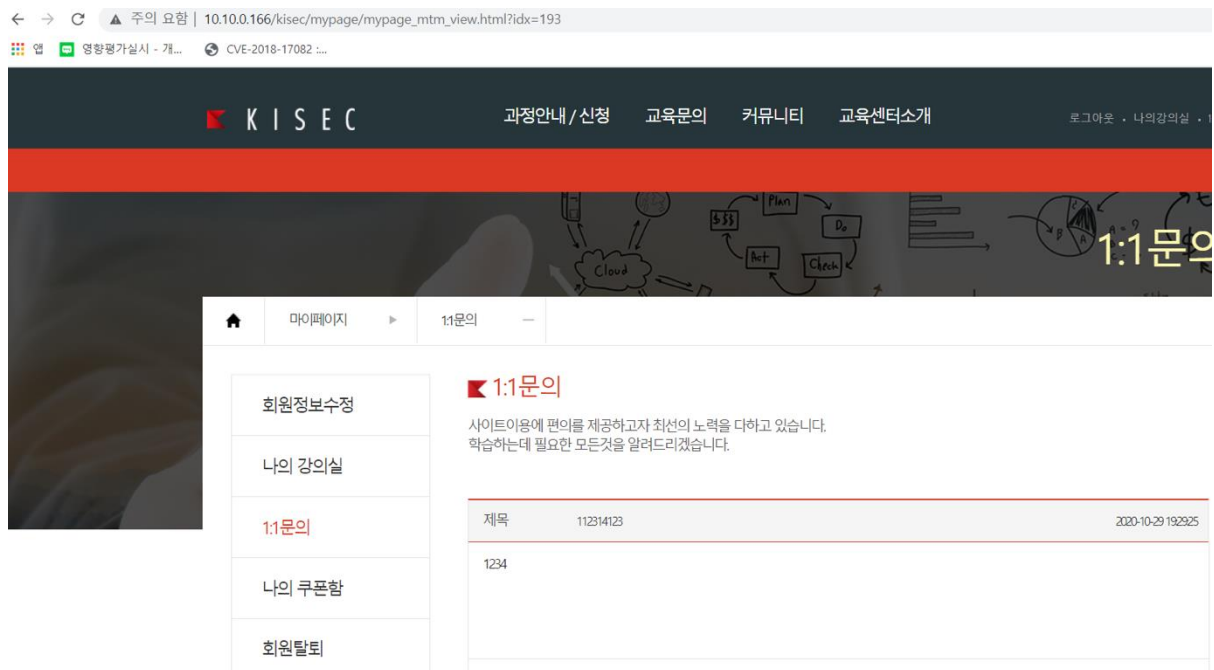 주의 요함 | 10.10.0.166/kisec/mypage/mypage_mtm_view.html?idx=193
앱 영향평가실시 - 개... CVE-2018-17082 :...
KISEC 과정안내 / 신청 교육문의 커뮤니티 교육센터소개 로그아웃 • 나의강의실 • 1
Plan
$$$ Do
Act Check
Cloud
B A
1:1문의
마이페이지 1:1문의
회원정보수정
나의 강의실
1:1문의
나의 쿠폰함
회원탈퇴
1:1문의
사이트이용에 편의를 제공하고자 최선의 노력을 다하고 있습니다.
학습하는데 필요한 모든것을 알려드리겠습니다.
제목 112314123 2020-10-29 192925
1234